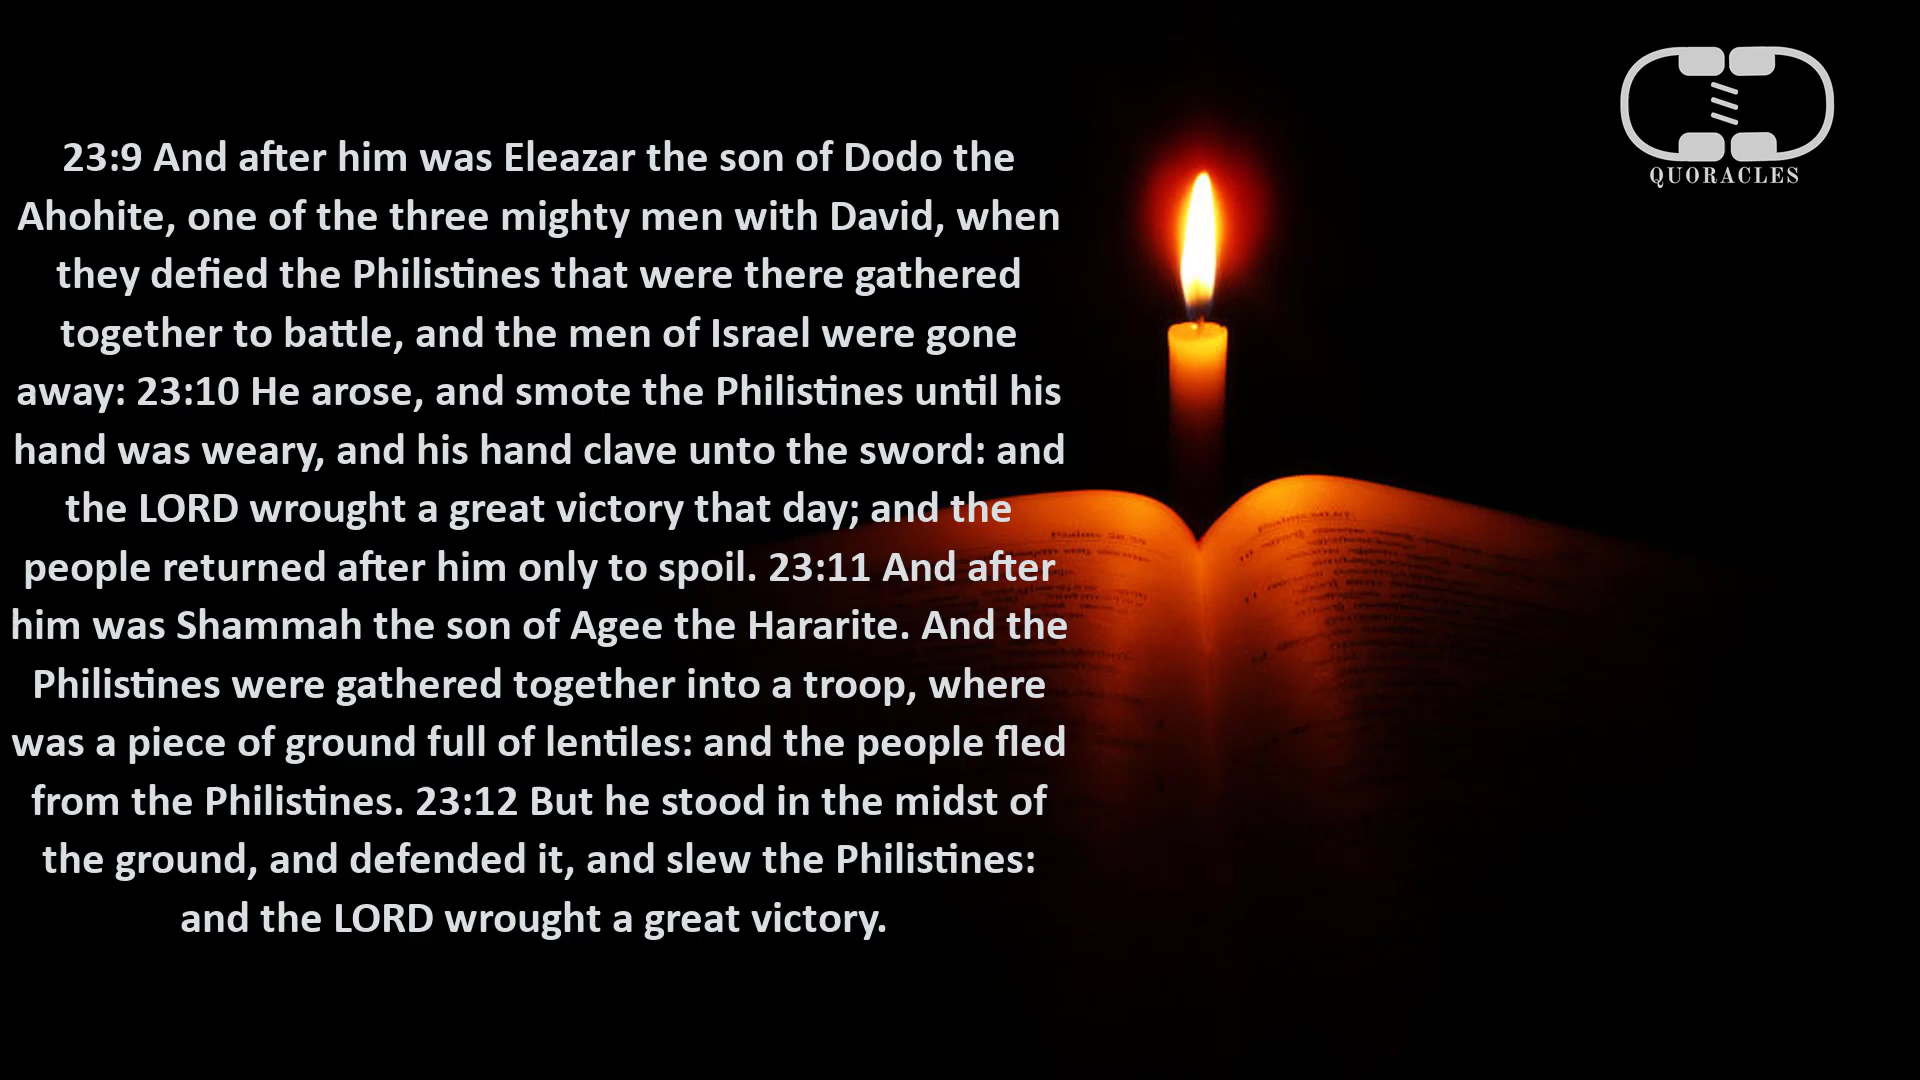 23:9 And after him was Eleazar the son of Dodo the
Ahohite, one of the three mighty men with David, when
they defied the Philistines that were there gathered
together to battle, and the men of Israel were gone
away: 23:10 He arose, and smote the Philistines until his
hand was weary, and his hand clave unto the sword: and
the LORD wrought a great victory that day; and the
people returned after him only to spoil. 23:11 And after
him was Shammah the son of Agee the Hararite. And the
Philistines were gathered together into a troop, where
was a piece of ground full of lentiles: and the people fled
from the Philistines. 23:12 But he stood in the midst of
the ground, and defended it, and slew the Philistines:
and the LORD wrought a great victory.
QUORACLES